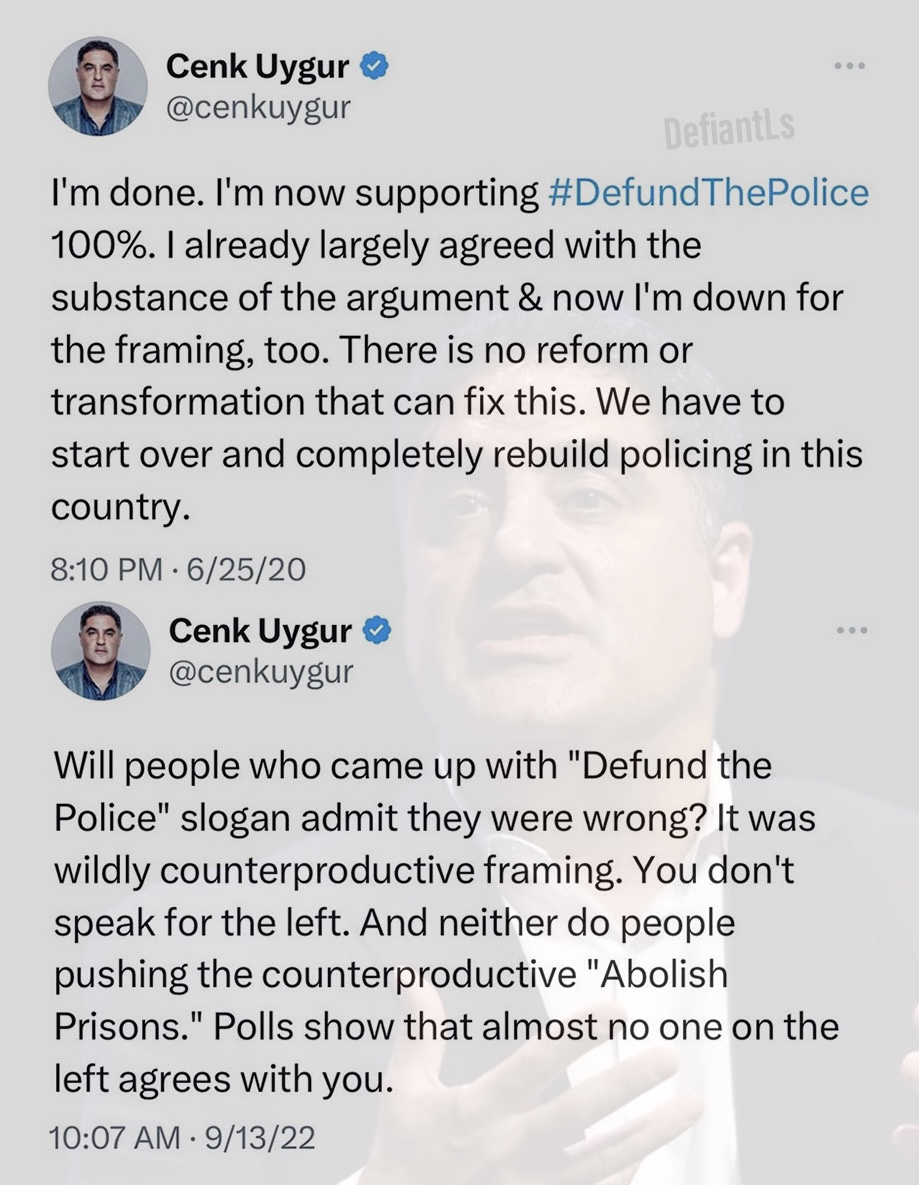 Cenk Uygur
@cenkuygur
DefiantLs
I'm done. I'm now supporting #DefundThePolice
100%. I already largely agreed with the
substance of the argument & now I'm down for
the framing, too. There is no reform or
transformation that can fix this. We have to
start over and completely rebuild policing in this
country.
8:10 PM · 6/25/20
Cenk Uygur
@cenkuygur
Will people who came up with "Defund the
Police" slogan admit they were wrong? It was
wildly counterproductive framing. You don't
speak for the left. And neither do people
pushing the counterproductive "Abolish
Prisons." Polls show that almost no one on the
left agrees with you.
10:07 AM · 9/13/22